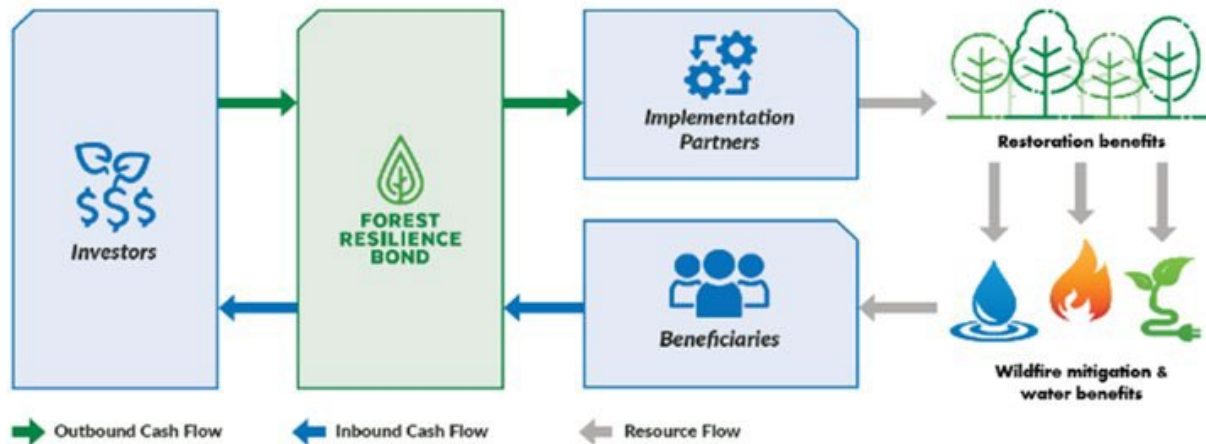 Investors
FOREST
RESILIENCE
BOND
Implementation
Partners
Restoration benefits
Beneficiaries
Wildfire mitigation &
water benefits
Outbound Cash Flow
Inbound Cash Flow
Resource Flow